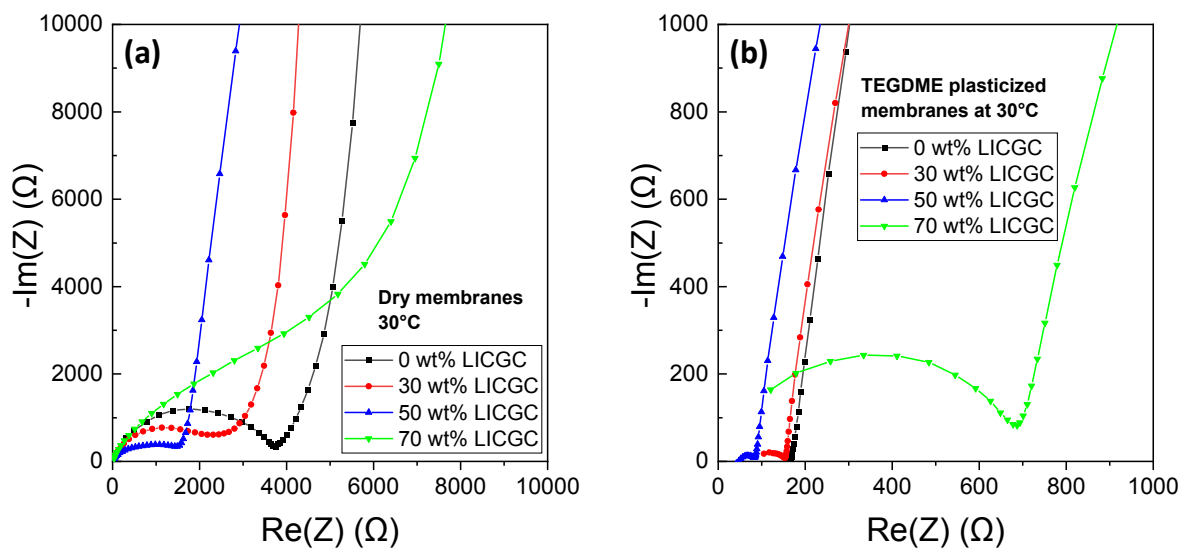 (a)
10000
8000
6000
4000
2000
0
-Im(Z) (Ω)
0 2000 4000 6000 8000 10000
Re(Z) (Ω)
Dry membranes
30°C
0 wt% LICGC
30 wt% LICGC
50 wt% LICGC
70 wt% LICGC
(b)
1000
800
600
400
200
0
-Im(Z) (Ω)
0 200 400 600 800 1000
Re(Z) (Ω)
TEGDME plasticized
membranes at 30°C
0 wt% LICGC
30 wt% LICGC
50 wt% LICGC
70 wt% LICGC